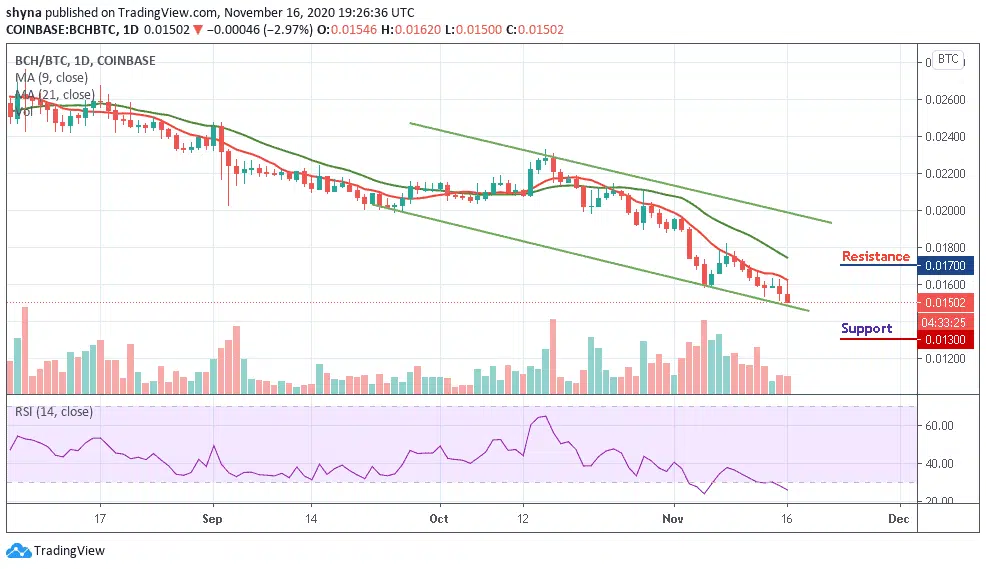 shyna published on TradingView.com, November 16, 2020 19:26:36 UTC
COINBASE:BCHBTC, 1D 0.01502 ▼ −0.00046 (−2.97%) O:0.01546 H:0.01620 L:0.01500 C:0.01502
BCH/BTC, 1D, COINBASE
BTC
MA (9, close)
MA (21, close)
Vol
0.02600
0.02400
0.02200
0.02000
0.01800
Resistance
0.01700
0.01600
0.01502
04:33:25
Support
0.01300
0.01200
RSI (14, close)
60.00
40.00
20.00
17
Sep
14
Oct
12
Nov
16
Dec
TradingView